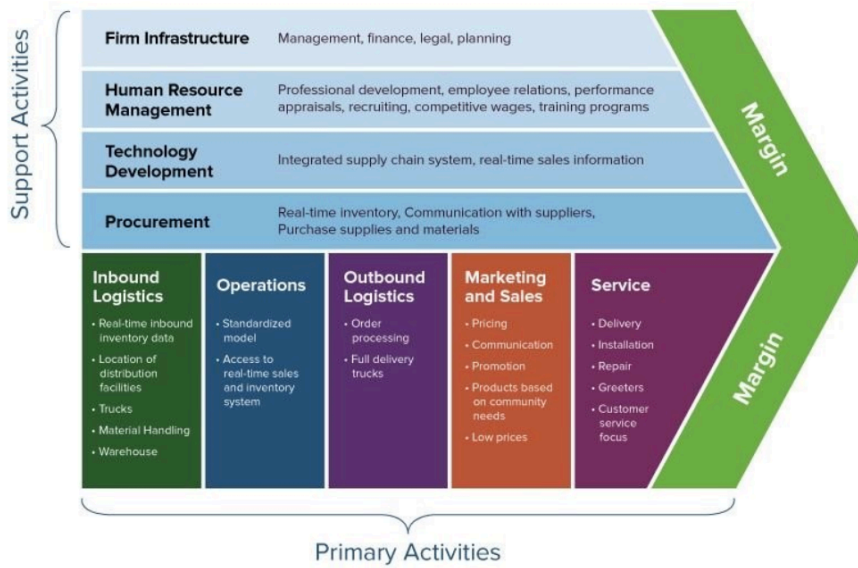 Support Activities
Firm Infrastructure
Management, finance, legal, planning
Human Resource
Management
Professional development, employee relations, performance
appraisals, recruiting, competitive wages, training programs
Technology
Development
Integrated supply chain system, real-time sales information
Procurement
Real-time inventory, Communication with suppliers,
Purchase supplies and materials
Margin
Inbound
Logistics
• Real-time inbound
inventory data
• Location of
distribution
facilities
• Trucks
• Material Handling
• Warehouse
Operations
• Standardized
model
• Access to
real-time sales
and inventory
system
Outbound
Logistics
• Order
processing
• Full delivery
trucks
Marketing
and Sales
• Pricing
• Communication
• Promotion
• Products based
on community
needs
• Low prices
Service
• Delivery
• Installation
• Repair
• Greeters
• Customer
service
focus
Margin
Primary Activities